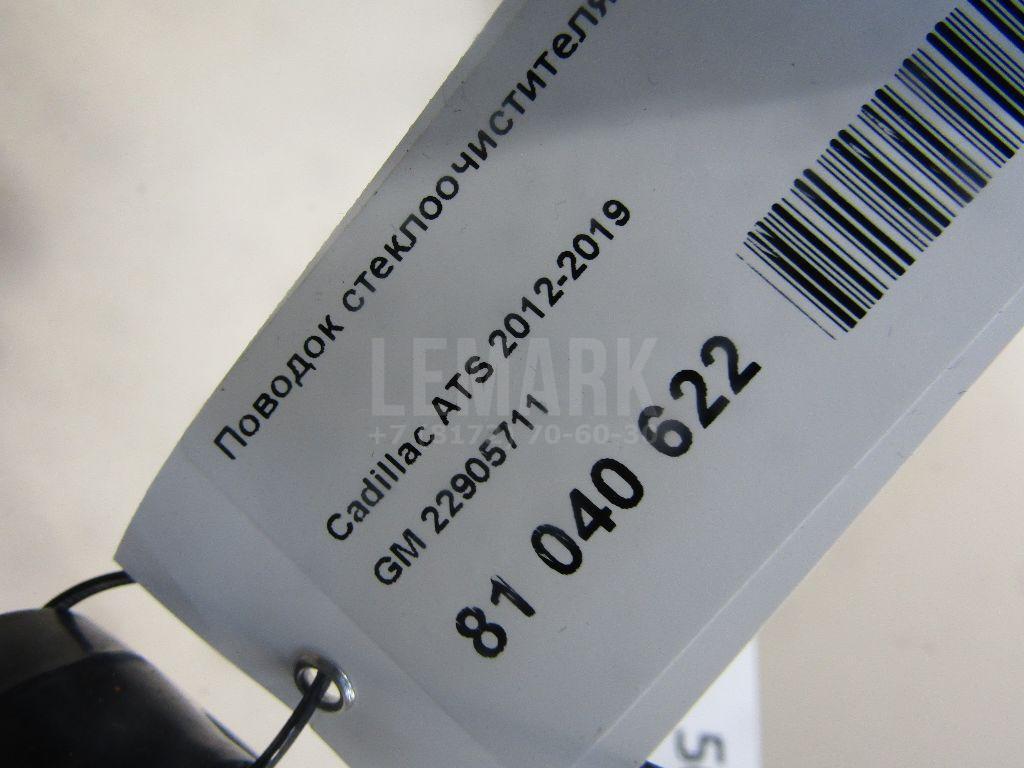 Поводок стеклоочистителя
Cadillac ATS 2012-2019
GM 22905711
81 040 622
LEMARK